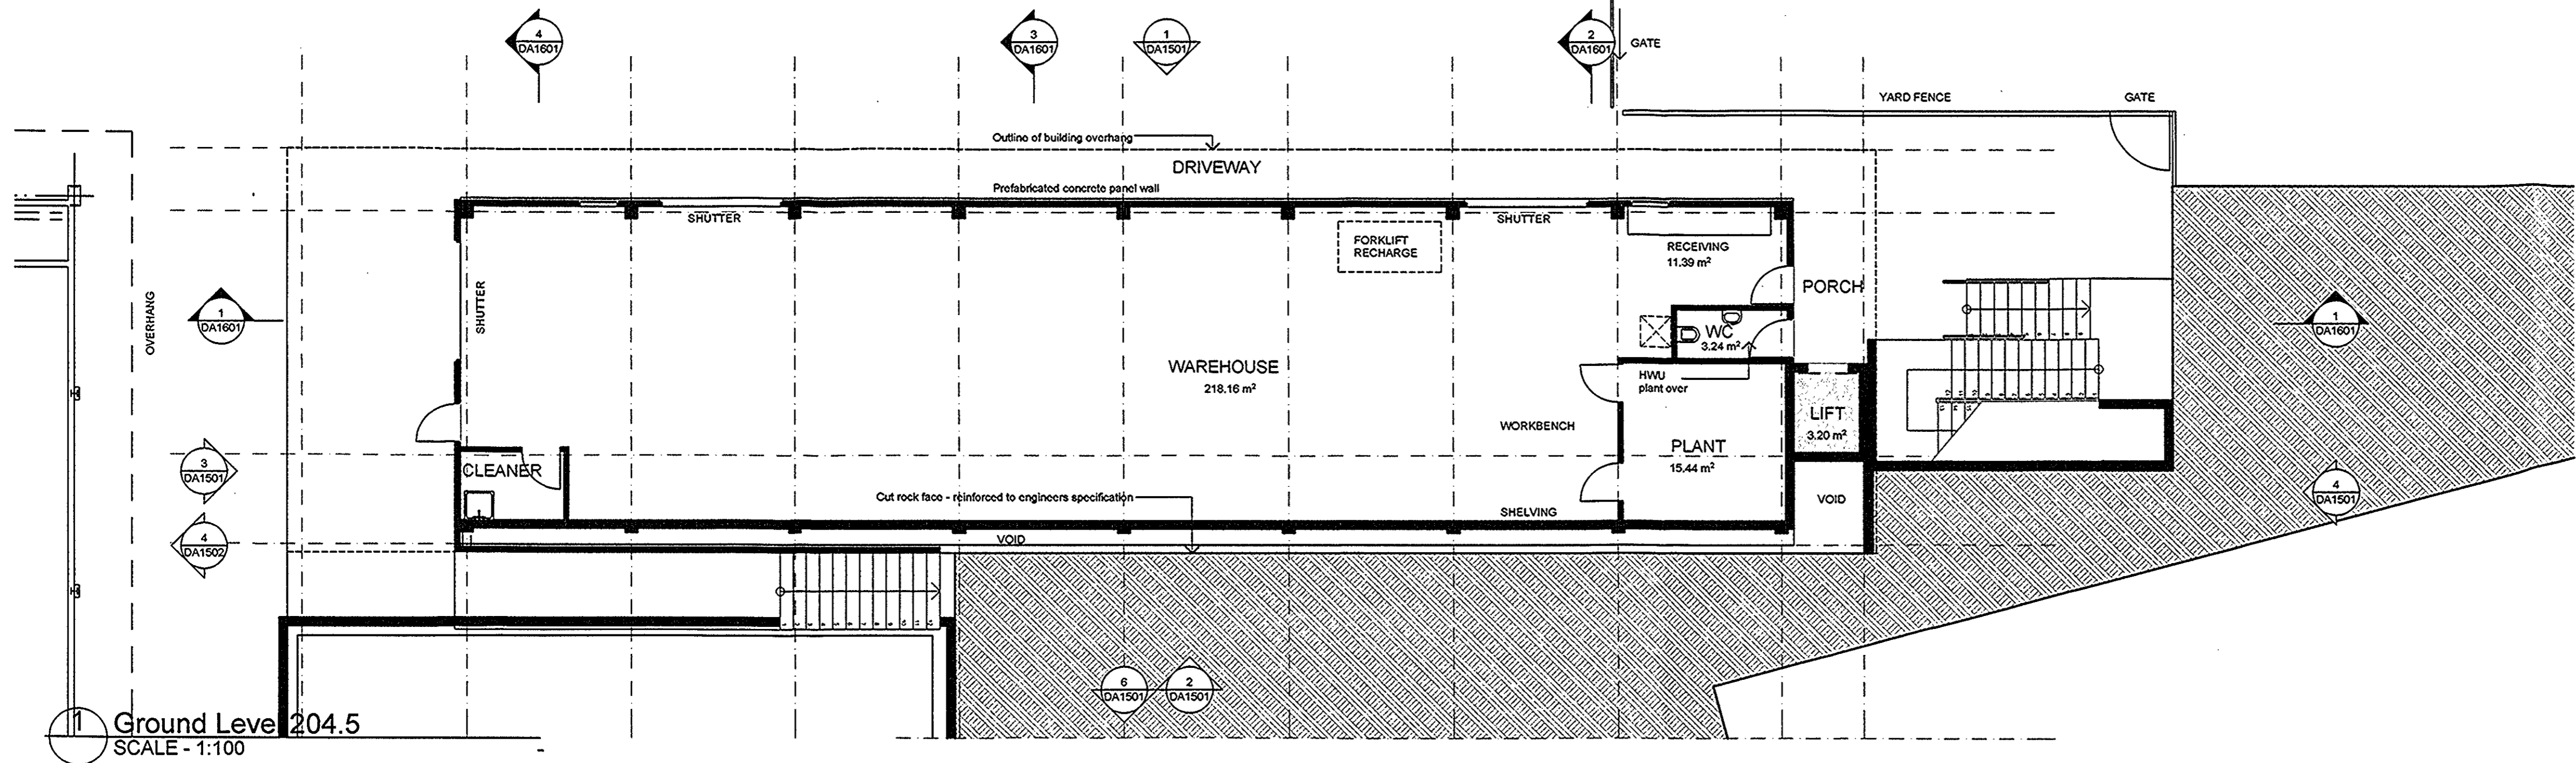 4
DA1601
3
DA1601
1
DA1501
2
DA1601
GATE
YARD FENCE
GATE
Outline of building overhang
DRIVEWAY
Prefabricated concrete panel wall
SHUTTER
SHUTTER
FORKLIFT
RECHARGE
RECEIVING
11.39 m²
SHUTTER
OVERHANG
PORCH
1
DA1601
1
DA1601
WC
3.24 m²
WAREHOUSE
218.16 m²
HWU
plant over
LIFT
3.20 m²
WORKBENCH
PLANT
15.44 m²
CLEANER
3
DA1501
4
DA1501
Cut rock face - reinforced to engineers specification
VOID
SHELVING
VOID
4
DA1502
6
DA1501
2
DA1501
1
Ground Level 204.5
SCALE - 1:100